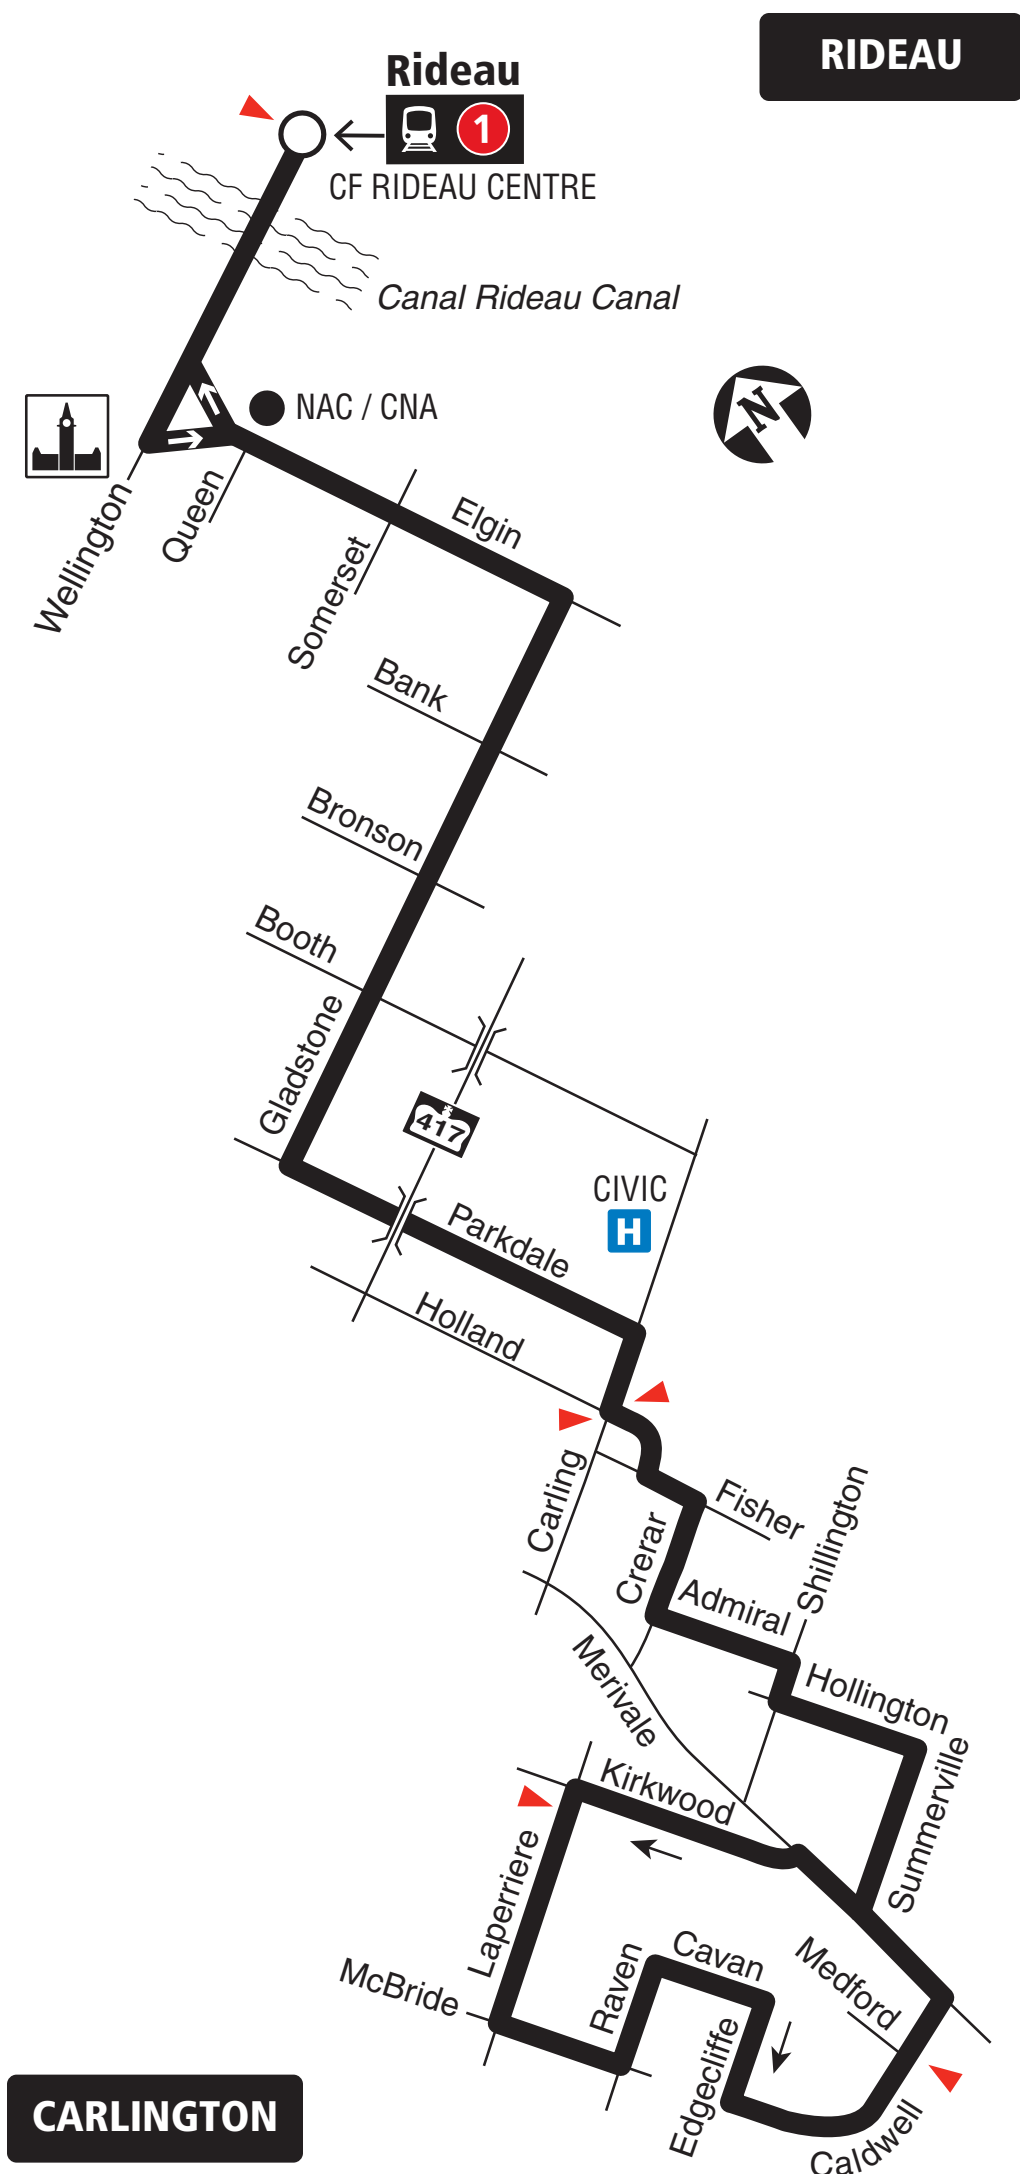 RIDEAU
Rideau
1
CF RIDEAU CENTRE
Canal Rideau Canal
NAC / CNA
N
Wellington
Queen
Somerset
Elgin
Bank
Bronson
Booth
Gladstone
417
CIVIC
H
Parkdale
Holland
Carling
Fisher
Shillington
Crerar
Admiral
Merivale
Hollington
Kirkwood
Summerville
Laperriere
McBride
Raven
Cavan
Medford
Edgecliffe
Caldwell
CARLINGTON